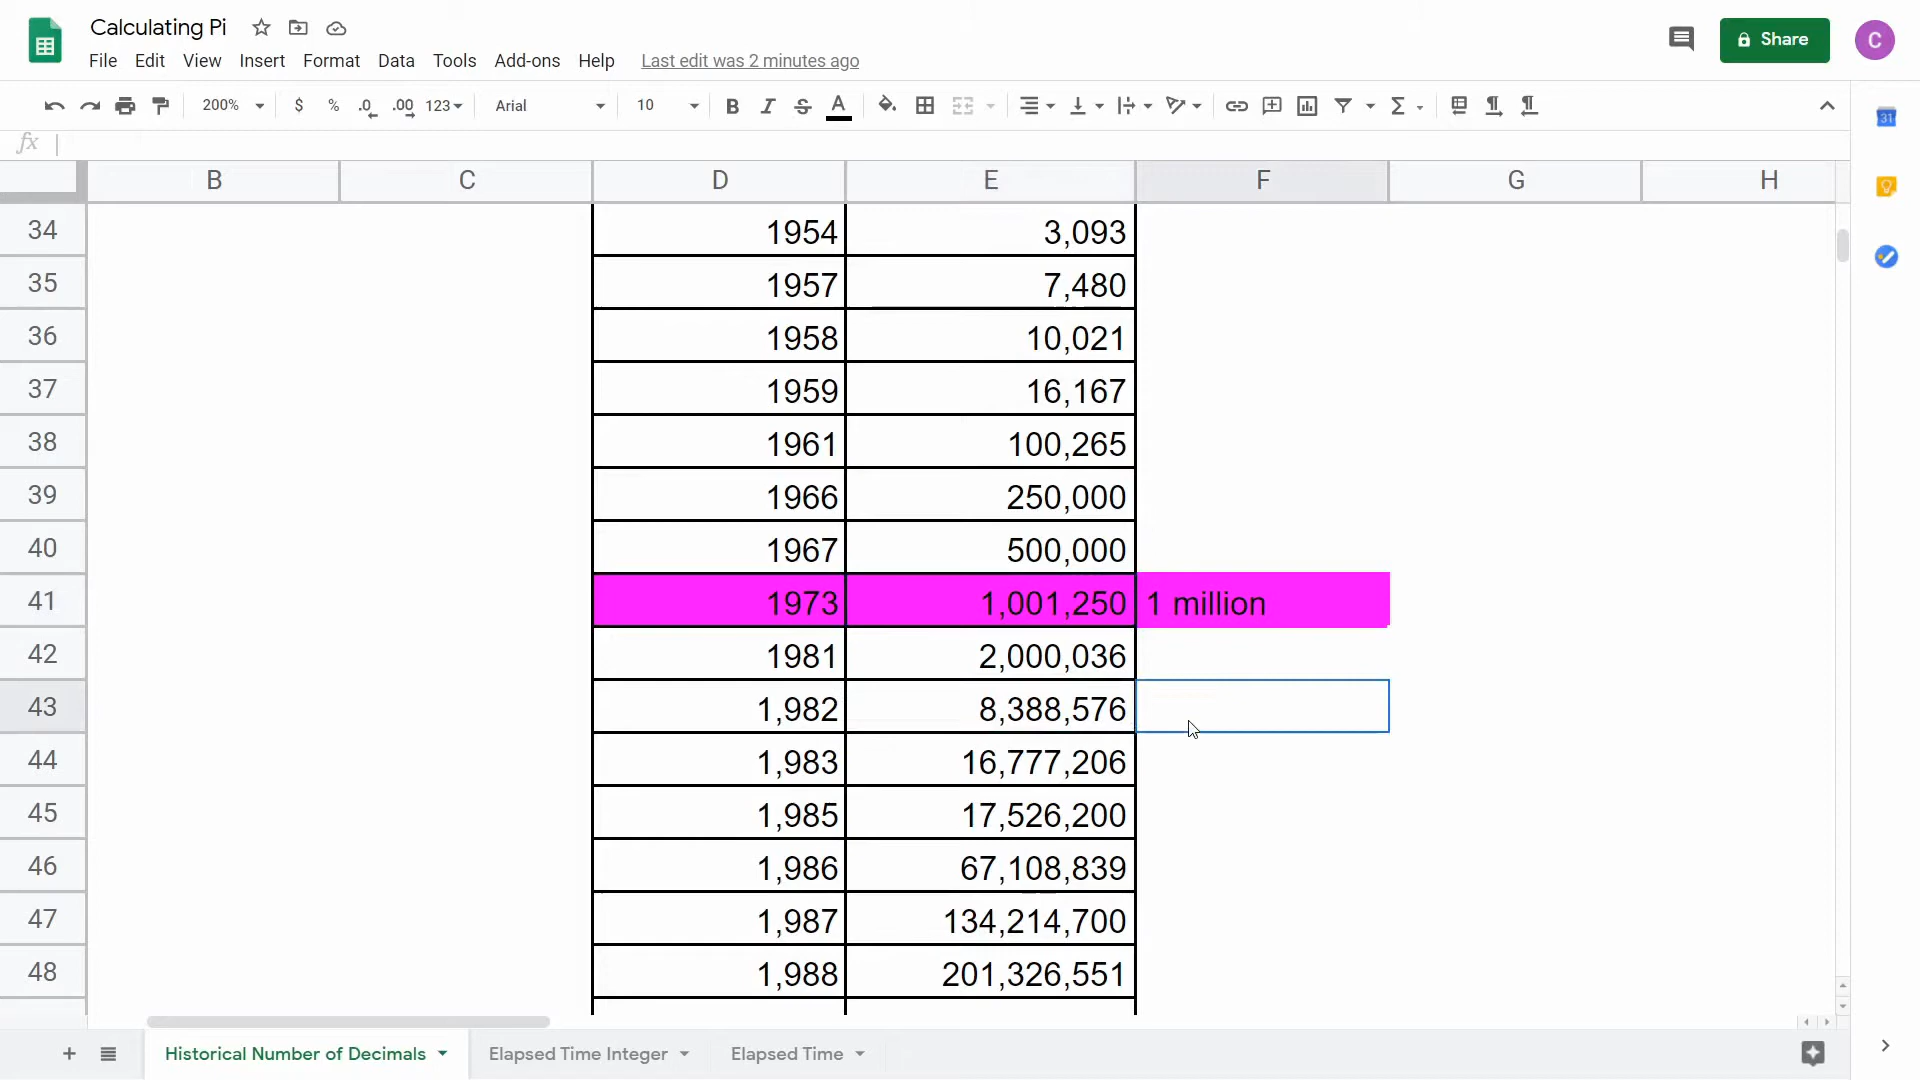 Calculating Pi
Share
C
File Edit View Insert Format Data Tools Add-ons Help Last edit was 2 minutes ago
200% $ % .0 .00 123 Arial 10 B I S A Σ
31
fx
B C D E F G H
34 1954 3,093
35 1957 7,480
36 1958 10,021
37 1959 16,167
38 1961 100,265
39 1966 250,000
40 1967 500,000
41 1973 1,001,250 1 million
42 1981 2,000,036
43 1,982 8,388,576
44 1,983 16,777,206
45 1,985 17,526,200
46 1,986 67,108,839
47 1,987 134,214,700
48 1,988 201,326,551
+ Historical Number of Decimals Elapsed Time Integer Elapsed Time